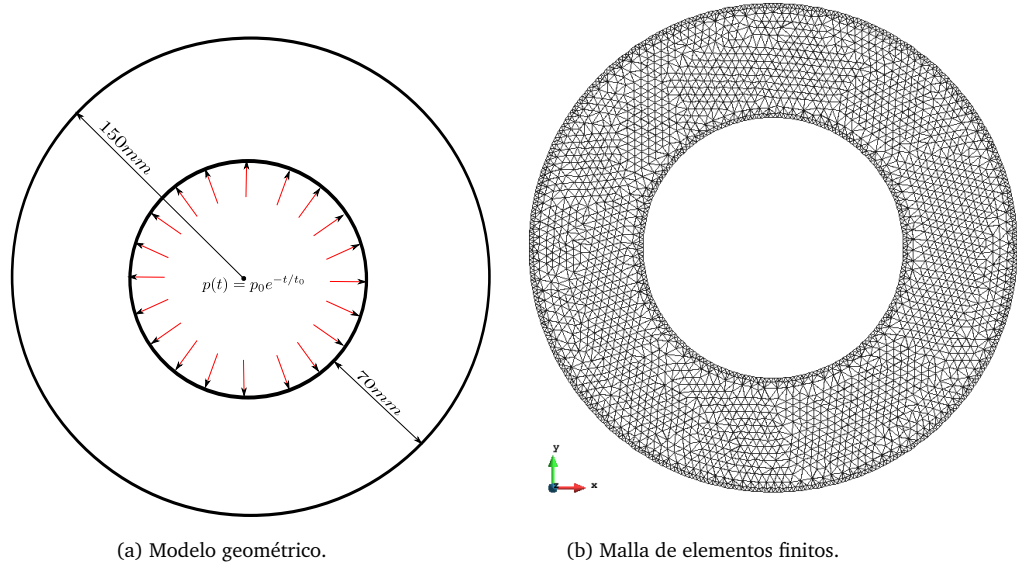 150mm
p(t) = p₀e^{-t/t₀}
70mm
y
z
x
(a) Modelo geométrico.
(b) Malla de elementos finitos.